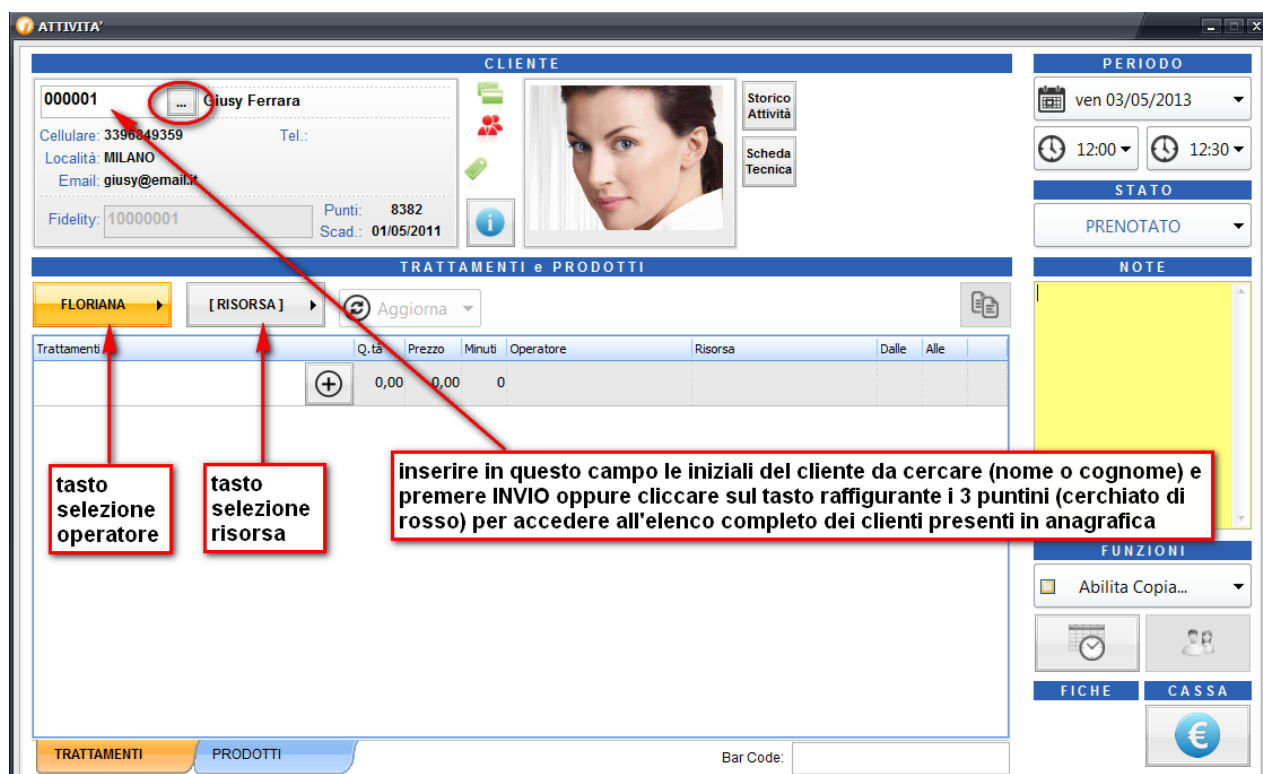 ATTIVITA'
CLIENTE
000001 ... Giusy Ferrara
Cellulare: 3396849359 Tel.:
Località: MILANO
Email: giusy@email.it
Fidelity: 10000001
Punti: 8382
Scad.: 01/05/2011
Storico Attività
Scheda Tecnica
PERIODO
ven 03/05/2013
12:00 12:30
STATO
PRENOTATO
TRATTAMENTI e PRODOTTI
FLORIANA [ RISORSA ] Aggiorna
Trattamenti Q.tà Prezzo Minuti Operatore Risorsa Dalle Alle
0,00 0,00 0
tasto
selezione
operatore
tasto
selezione
risorsa
inserire in questo campo le iniziali del cliente da cercare (nome o cognome) e
premere INVIO oppure cliccare sul tasto raffigurante i 3 puntini (cerchiato di
rosso) per accedere all'elenco completo dei clienti presenti in anagrafica
NOTE
FUNZIONI
Abilita Copia...
FICHE CASSA
TRATTAMENTI PRODOTTI
Bar Code: